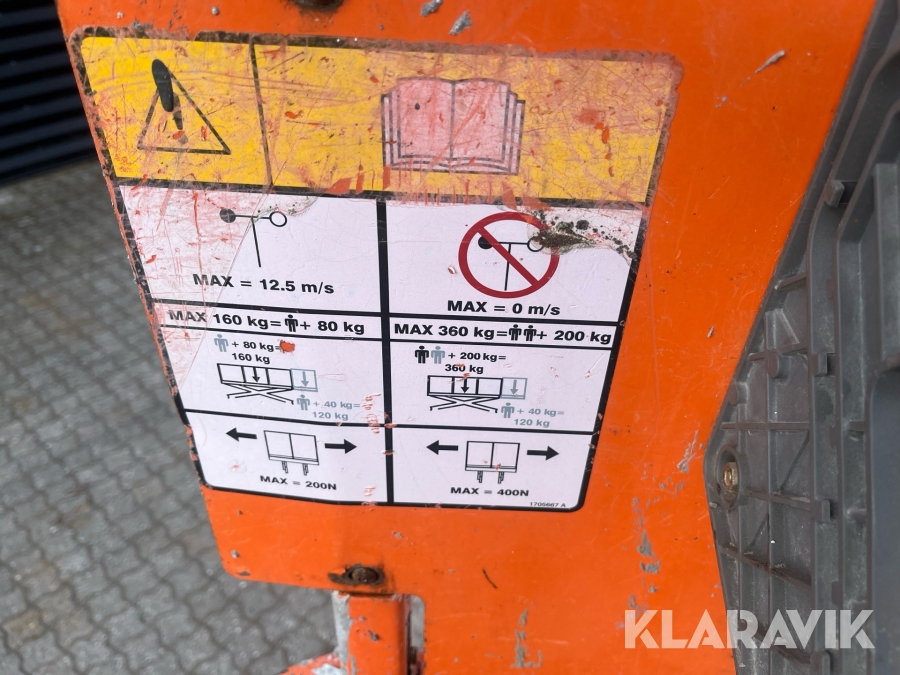 MAX = 12.5 m/s
MAX = 0 m/s
MAX 160 kg= + 80 kg
MAX 360 kg= + 200 kg
+ 80 kg=
160 kg
+ 40 kg=
120 kg
+ 200 kg=
360 kg
+ 40 kg=
120 kg
MAX = 200N
MAX = 400N
1705667 A
KLARAVIK